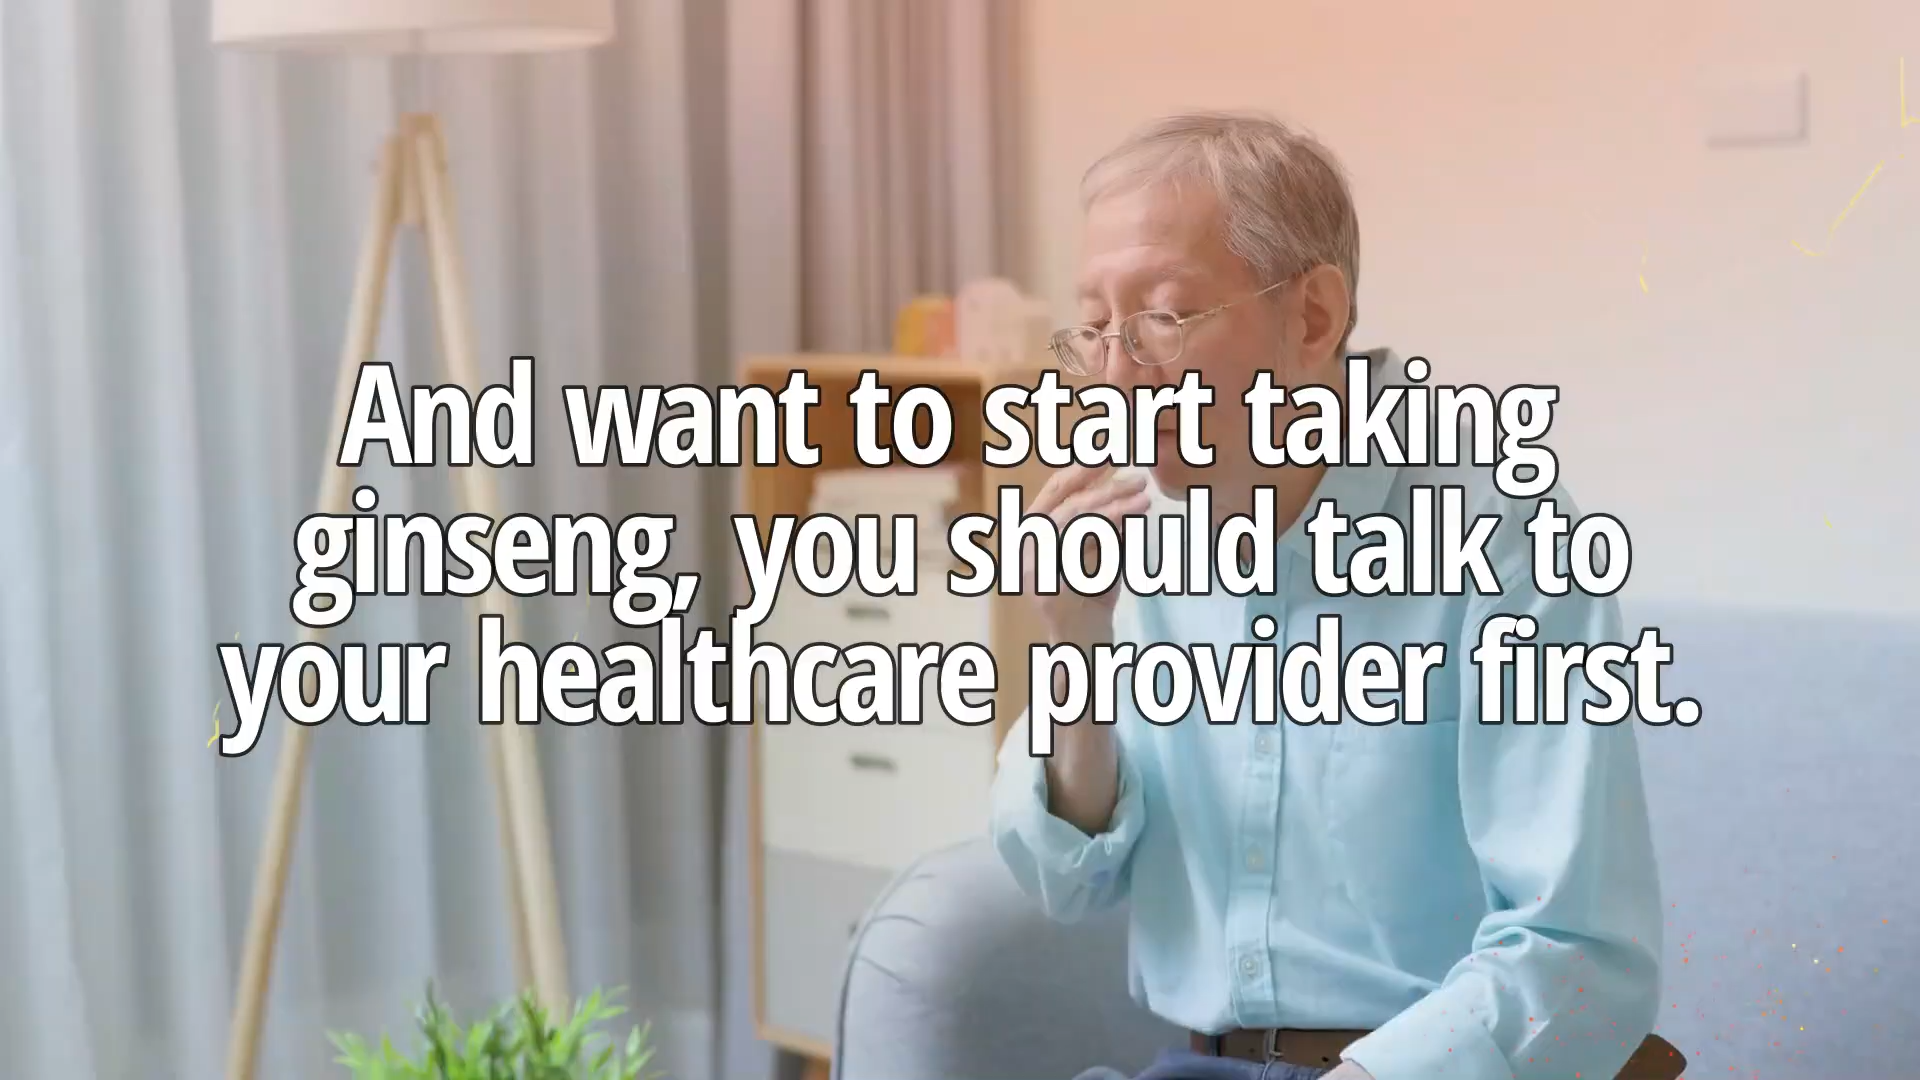 And want to start taking
ginseng, you should talk to
your healthcare provider first.